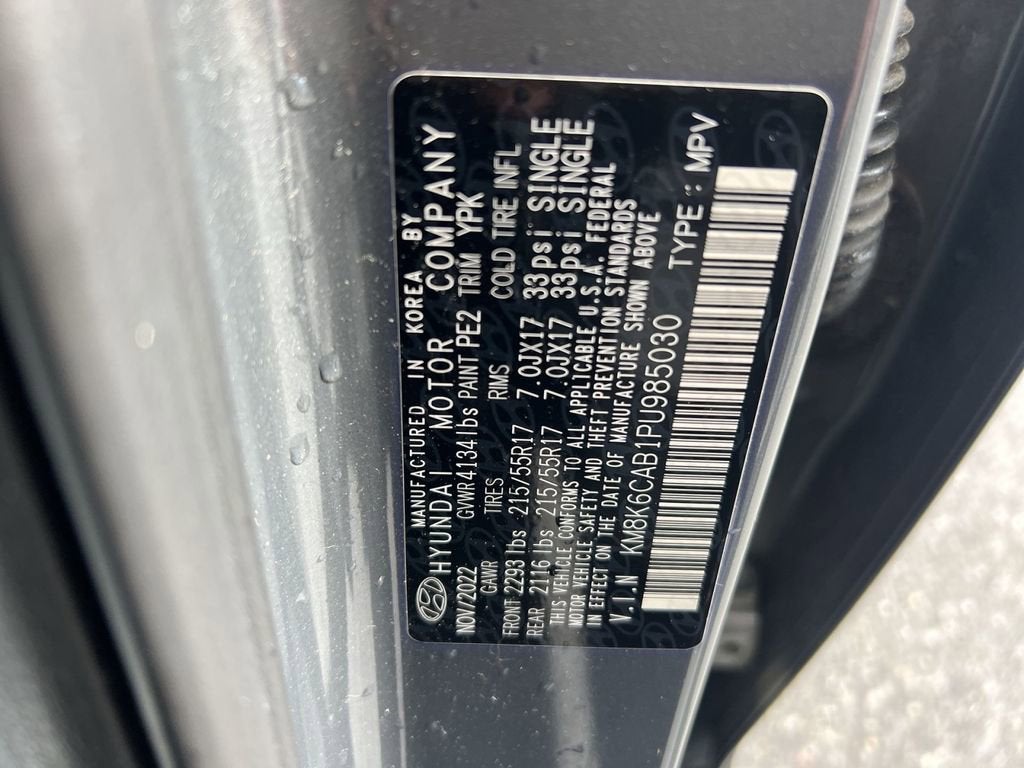 MANUFACTURED IN KOREA BY
HYUNDAI MOTOR COMPANY
NOV/2022 GVWR 4134 lbs PAINT PE2 TRIM YPK
GAWR TIRES RIMS COLD TIRE INFL
FRONT 2293 lbs 215/55R17 7.0JX17 33psi SINGLE
REAR 2116 lbs 215/55R17 7.0JX17 33psi SINGLE
THIS VEHICLE CONFORMS TO ALL APPLICABLE U.S.A. FEDERAL
MOTOR VEHICLE SAFETY AND THEFT PREVENTION STANDARDS
IN EFFECT ON THE DATE OF MANUFACTURE SHOWN ABOVE
V.I.N KM8K6CAB1PU985030 TYPE : MPV